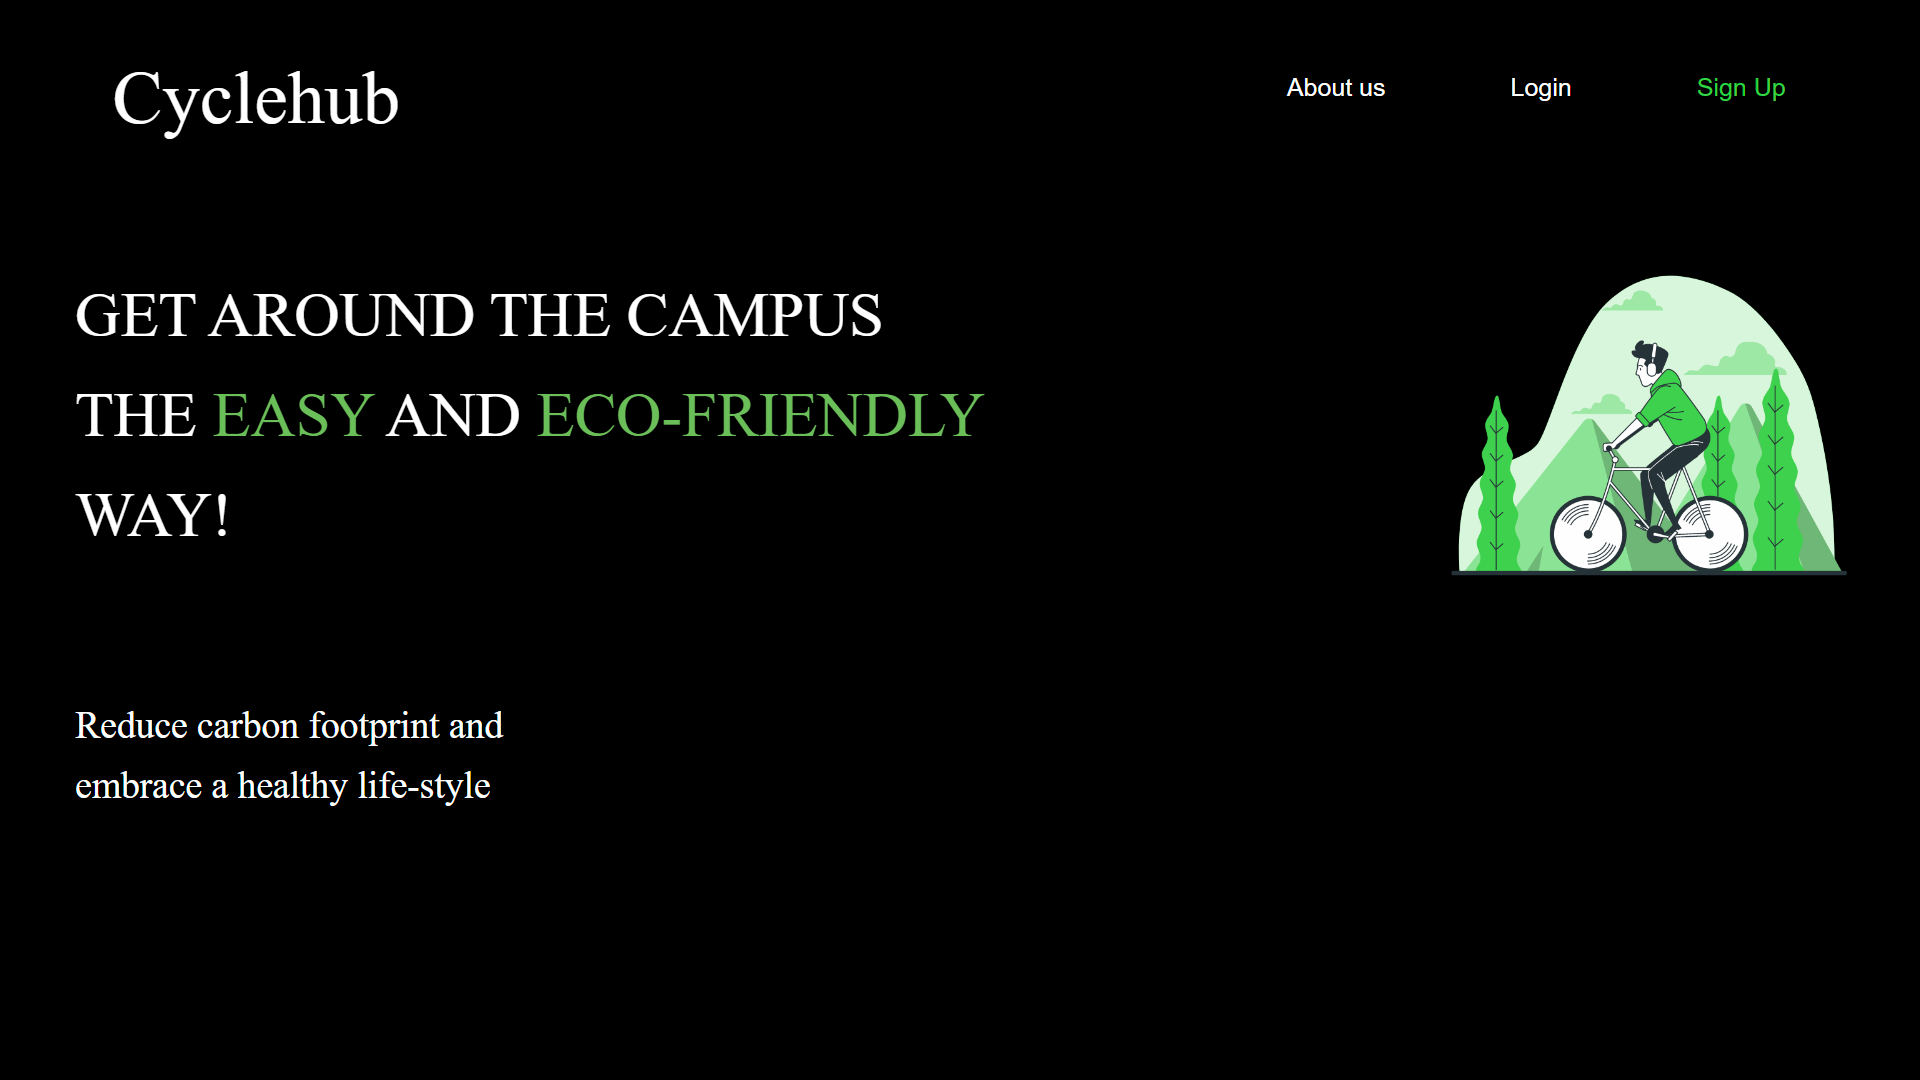 Cyclehub
About us
Login
Sign Up
GET AROUND THE CAMPUS
THE EASY AND ECO-FRIENDLY
WAY!
Reduce carbon footprint and
embrace a healthy life-style